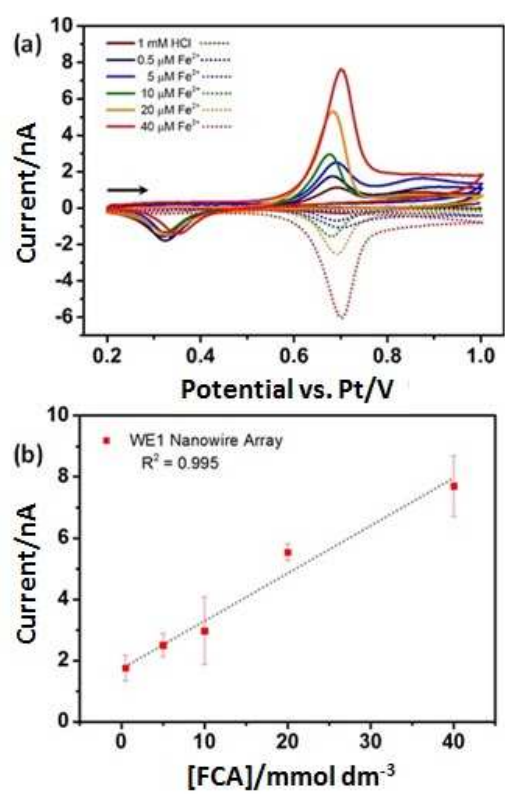 (a)
Current/nA
10
8
6
4
2
0
-2
-4
-6
1 mM HCl
0.5 μM Fe²⁺
5 μM Fe²⁺
10 μM Fe²⁺
20 μM Fe²⁺
40 μM Fe²⁺
0.2 0.4 0.6 0.8 1.0
Potential vs. Pt/V
(b)
Current/nA
10
8
6
4
2
0
WE1 Nanowire Array
R² = 0.995
0 10 20 30 40
[FCA]/mmol dm⁻³